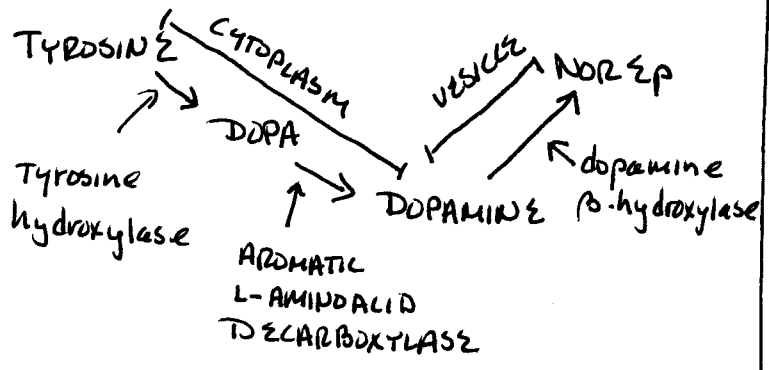 TYROSINE
CYTOPLASM
VESICLE
NOREP
DOPA
Tyrosine
hydroxylase
DOPAMINE
dopamine
β-hydroxylase
AROMATIC
L-AMINOACID
DECARBOXYLASE